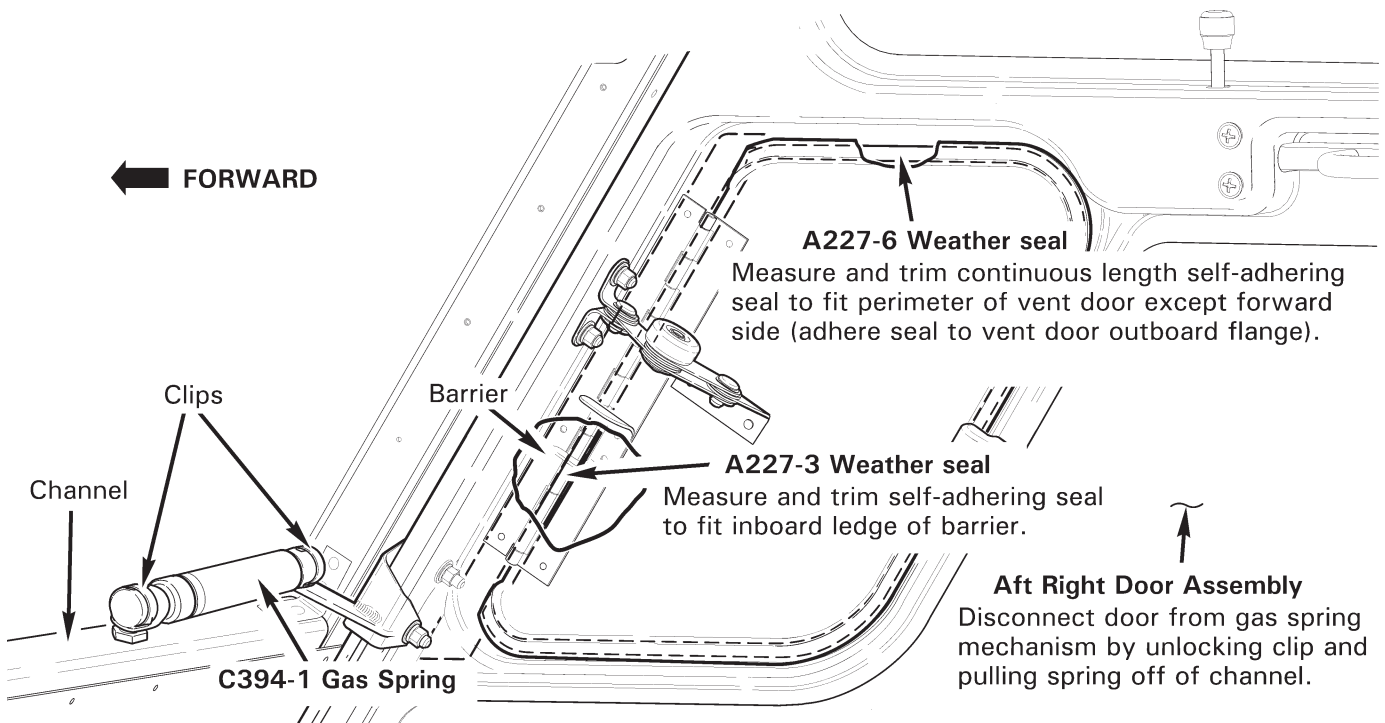 FORWARD
A227-6 Weather seal
Measure and trim continuous length self-adhering
seal to fit perimeter of vent door except forward
side (adhere seal to vent door outboard flange).
Clips
Barrier
A227-3 Weather seal
Measure and trim self-adhering seal
to fit inboard ledge of barrier.
Channel
Aft Right Door Assembly
Disconnect door from gas spring
mechanism by unlocking clip and
pulling spring off of channel.
C394-1 Gas Spring